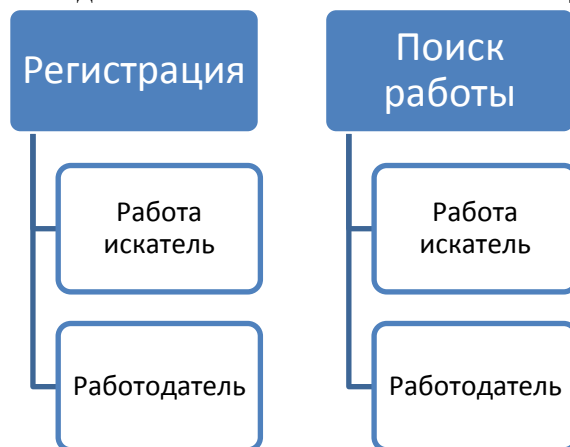 Регистрация
Работа
искатель
Работодатель
Поиск
работы
Работа
искатель
Работодатель